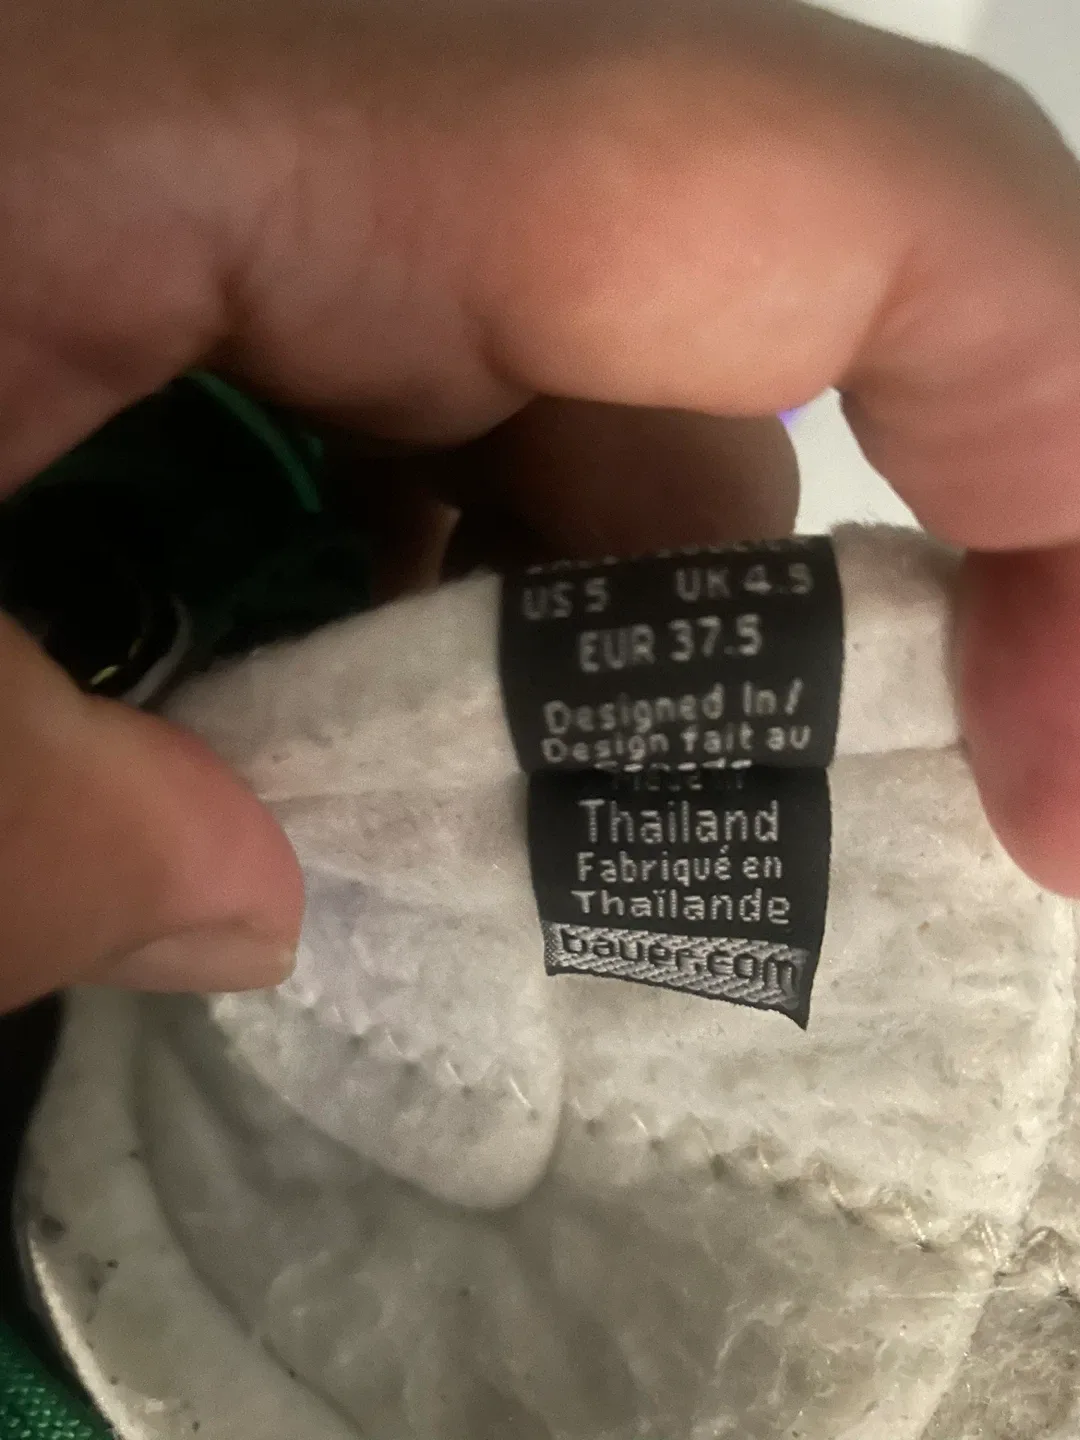 US 5 UK 4.5
EUR 37.5
Designed in/
Design fait au
Thailand
Fabriqué en
Thaïlande
bauer.com